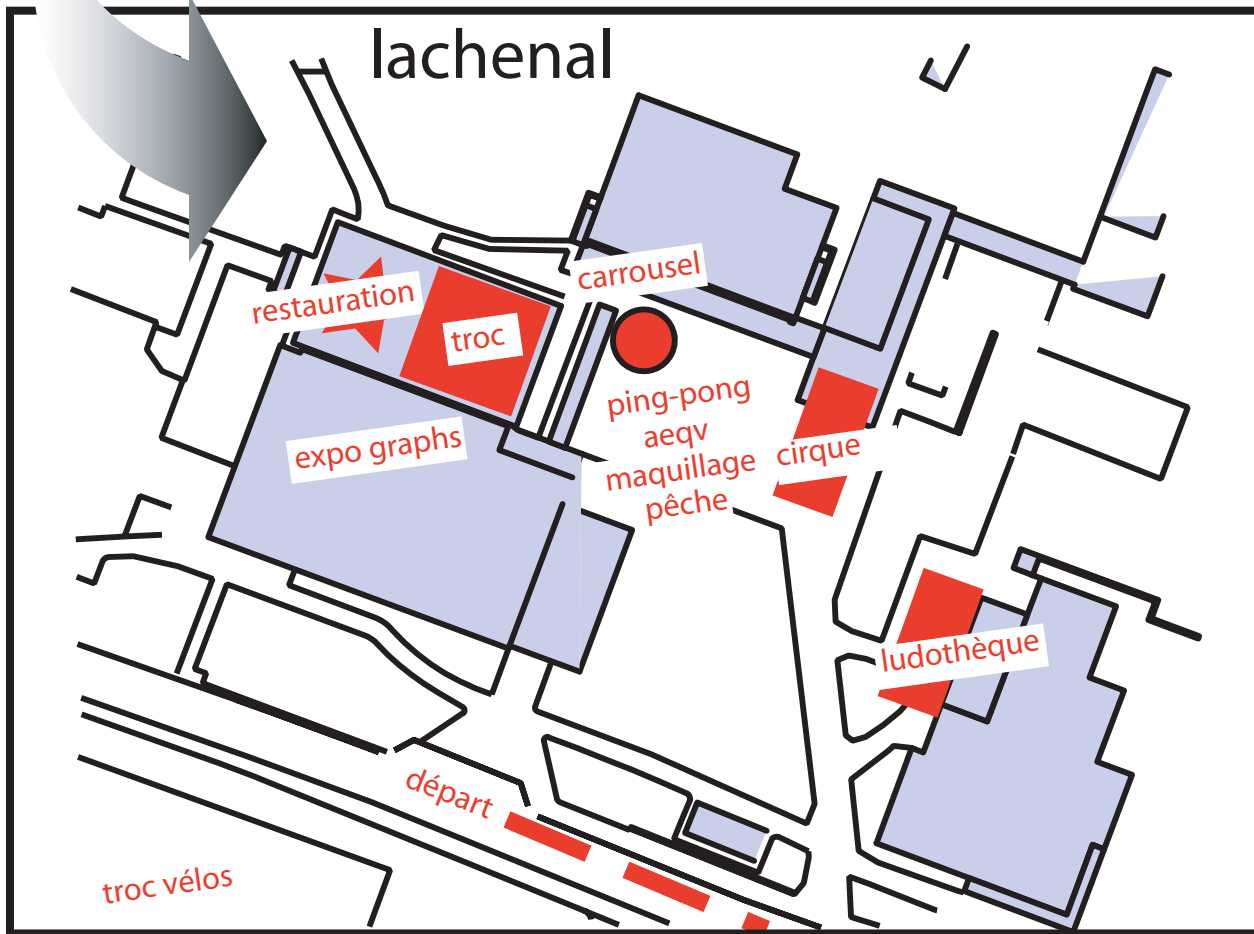 lachenal
carrousel
restauration
troc
ping-pong
aeqv
maquillage
pêche
cirque
expo graphs
ludothèque
départ
troc vélos